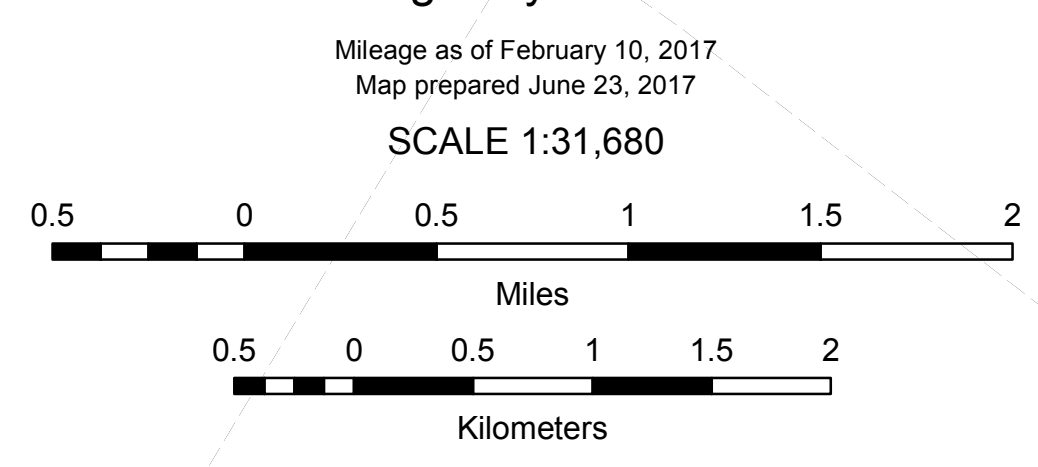 Mileage as of February 10, 2017
Map prepared June 23, 2017
SCALE 1:31,680
0.5 0 0.5 1 1.5 2
Miles
0.5 0 0.5 1 1.5 2
Kilometers